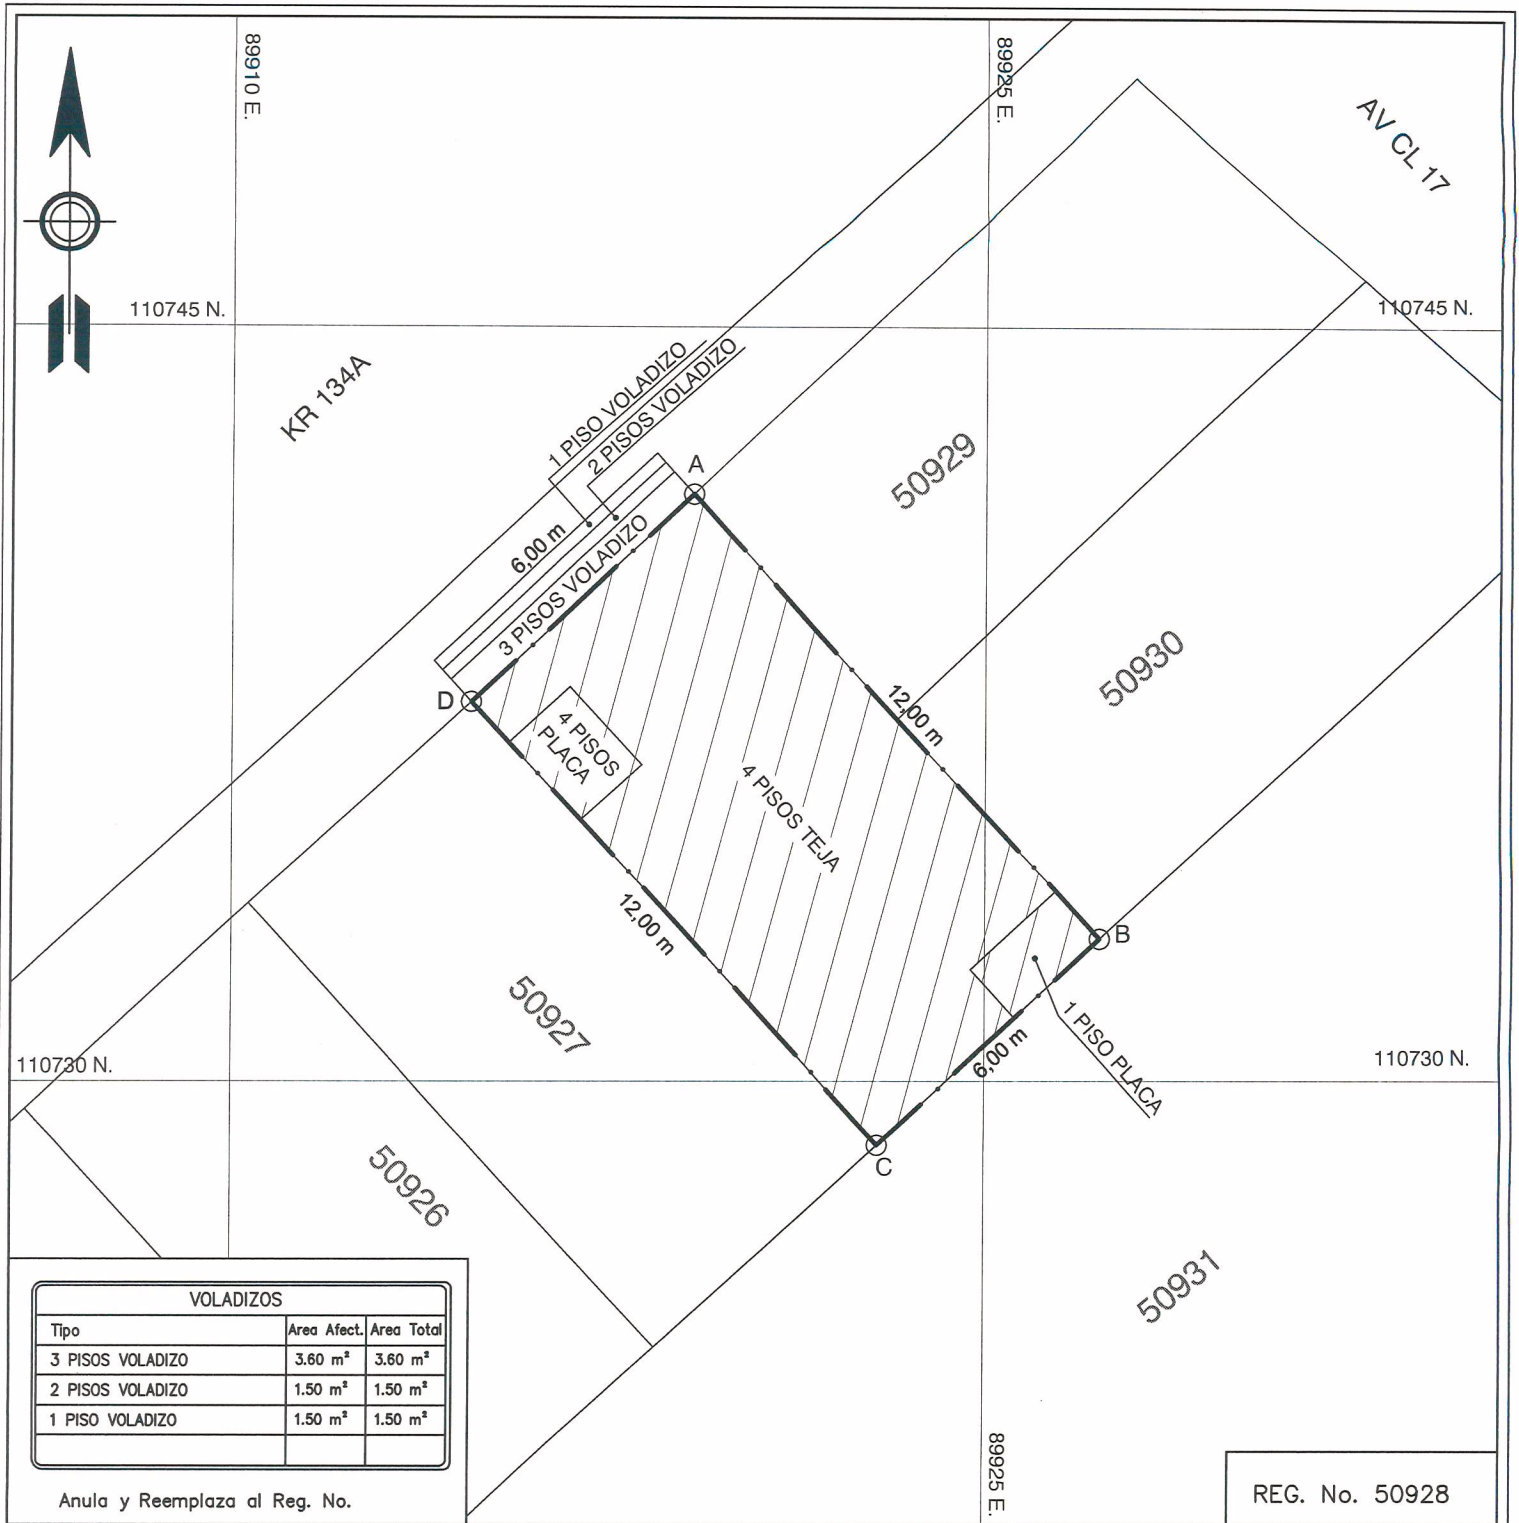 89910 E.
89925 E.
AV CL 17
110745 N.
110745 N.
KR 134A
1 PISO VOLADIZO
2 PISOS VOLADIZO
A
50929
6,00 m
3 PISOS VOLADIZO
50930
D
12,00 m
4 PISOS
PLACA
4 PISOS TEJA
12,00 m
B
50927
1 PISO PLACA
6,00 m
110730 N.
110730 N.
C
50926
50931
VOLADIZOS
Tipo Area Afect. Area Total
3 PISOS VOLADIZO 3.60 m² 3.60 m²
2 PISOS VOLADIZO 1.50 m² 1.50 m²
1 PISO VOLADIZO 1.50 m² 1.50 m²
Anula y Reemplaza al Reg. No.
89925 E.
REG. No. 50928